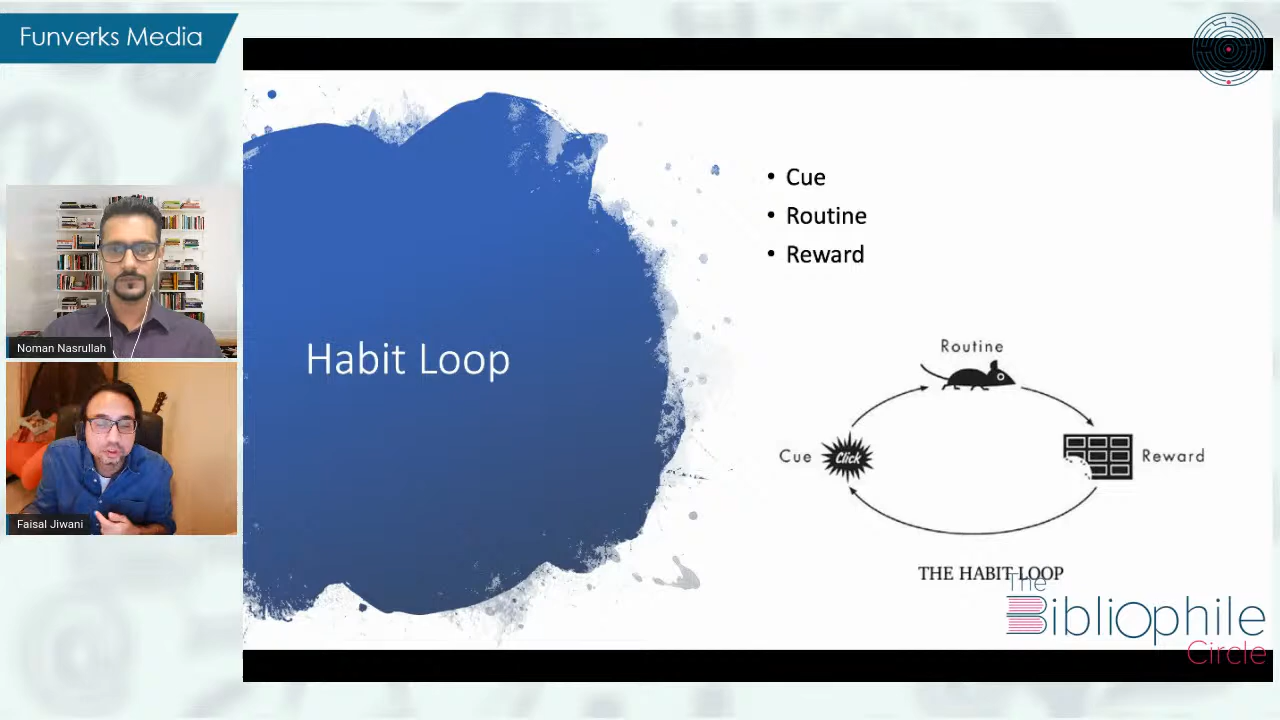 Funverks Media
Noman Nasrullah
Faisal Jiwani
Habit Loop
• Cue
• Routine
• Reward
Routine
Cue
Click
Reward
THE HABIT LOOP
The
Bibliophile
Circle